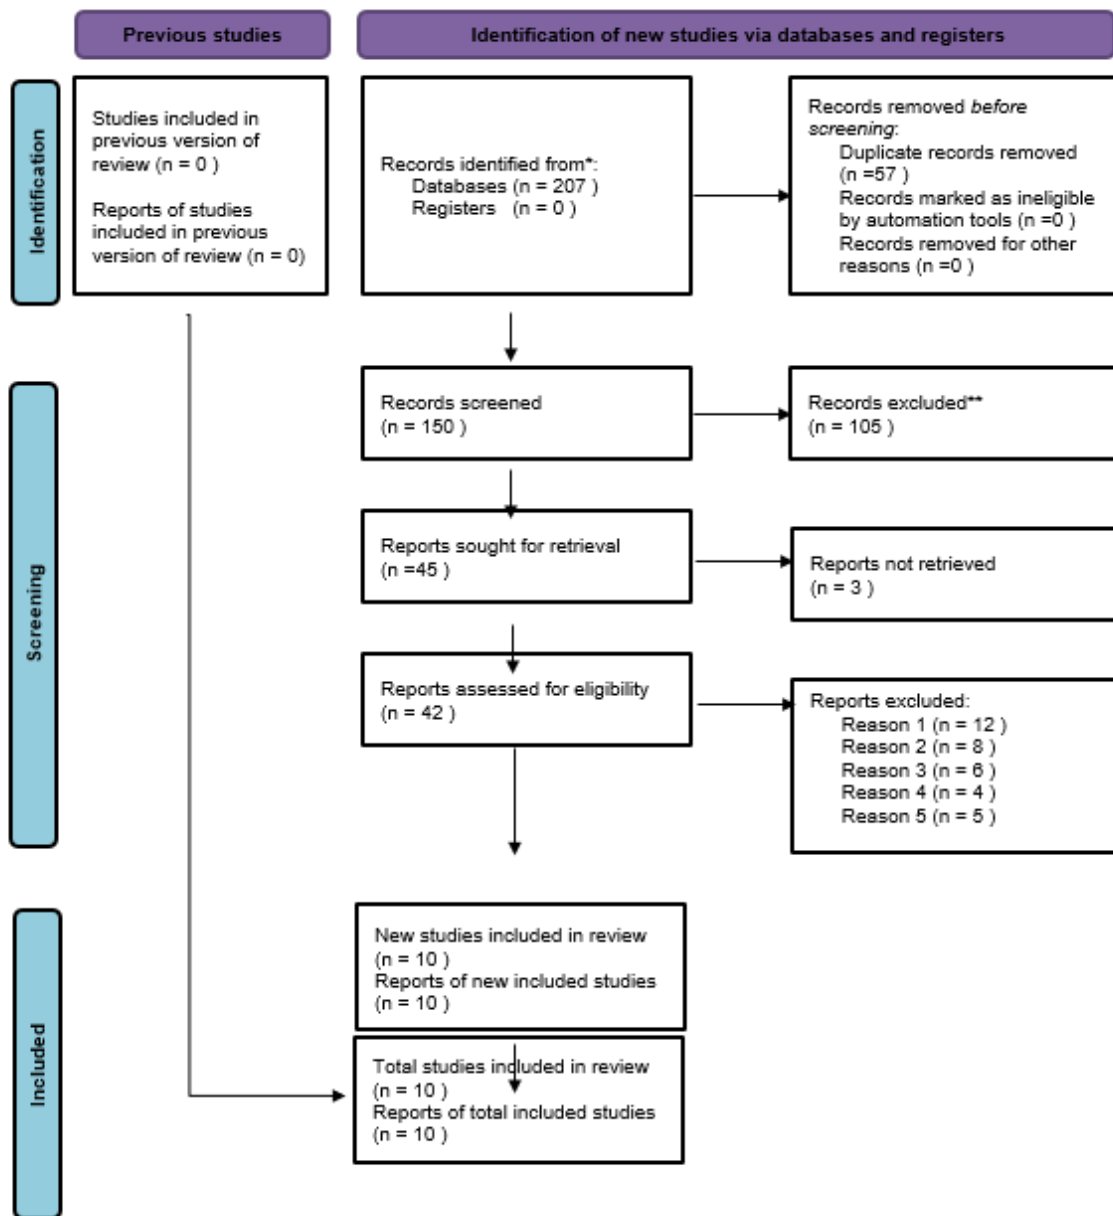 Previous studies
Identification of new studies via databases and registers
Identification
Studies included in
previous version of
review (n = 0 )
Reports of studies
included in previous
version of review (n = 0)
Records identified from*:
Databases (n = 207 )
Registers (n = 0 )
Records removed before
screening:
Duplicate records removed
(n =57 )
Records marked as ineligible
by automation tools (n =0 )
Records removed for other
reasons (n =0 )
Screening
Records screened
(n = 150 )
Records excluded**
(n = 105 )
Reports sought for retrieval
(n =45 )
Reports not retrieved
(n = 3 )
Reports assessed for eligibility
(n = 42 )
Reports excluded:
Reason 1 (n = 12 )
Reason 2 (n = 8 )
Reason 3 (n = 6 )
Reason 4 (n = 4 )
Reason 5 (n = 5 )
Included
New studies included in review
(n = 10 )
Reports of new included studies
(n = 10 )
Total studies included in review
(n = 10 )
Reports of total included studies
(n = 10 )